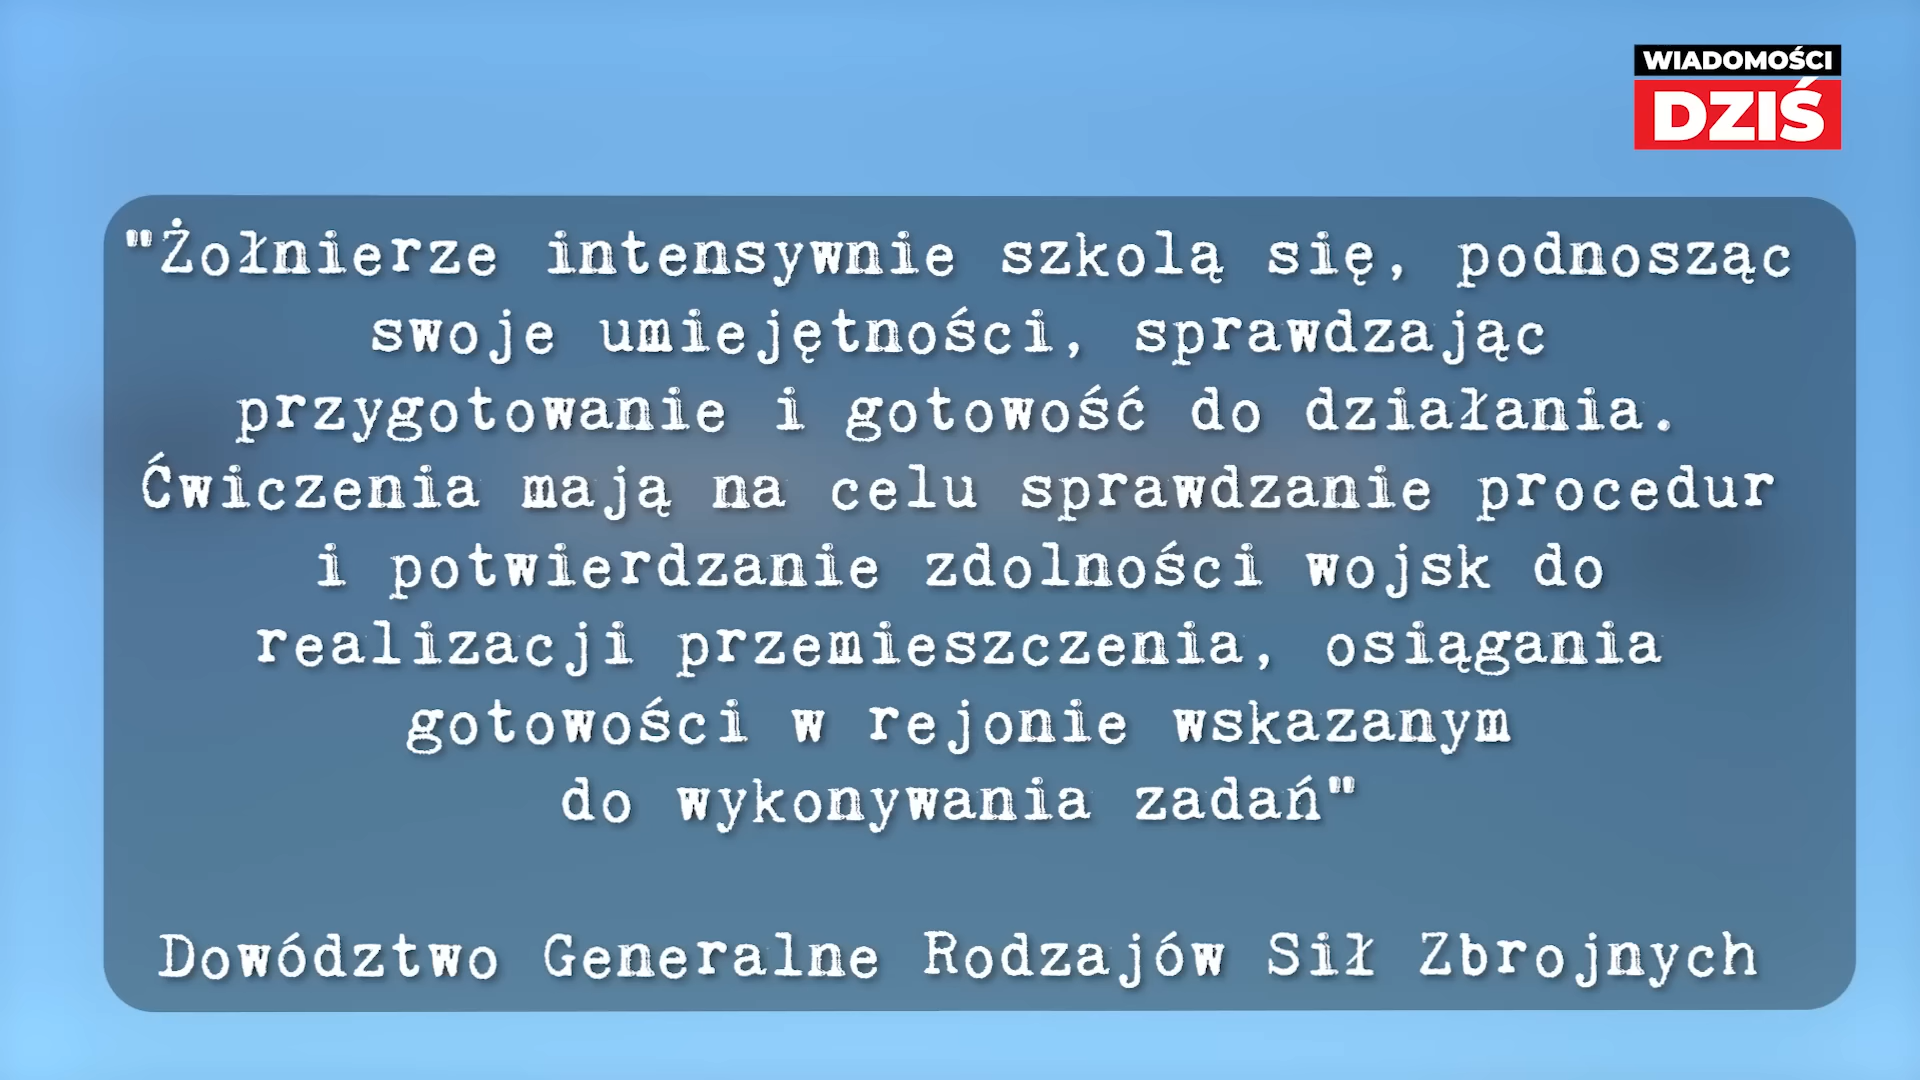 WIADOMOŚCI
DZIŚ
"Żołnierze intensywnie szkolą się, podnosząc
swoje umiejętności, sprawdzając
przygotowanie i gotowość do działania.
Ćwiczenia mają na celu sprawdzanie procedur
i potwierdzanie zdolności wojsk do
realizacji przemieszczenia, osiągania
gotowości w rejonie wskazanym
do wykonywania zadań"
Dowództwo Generalne Rodzajów Sił Zbrojnych